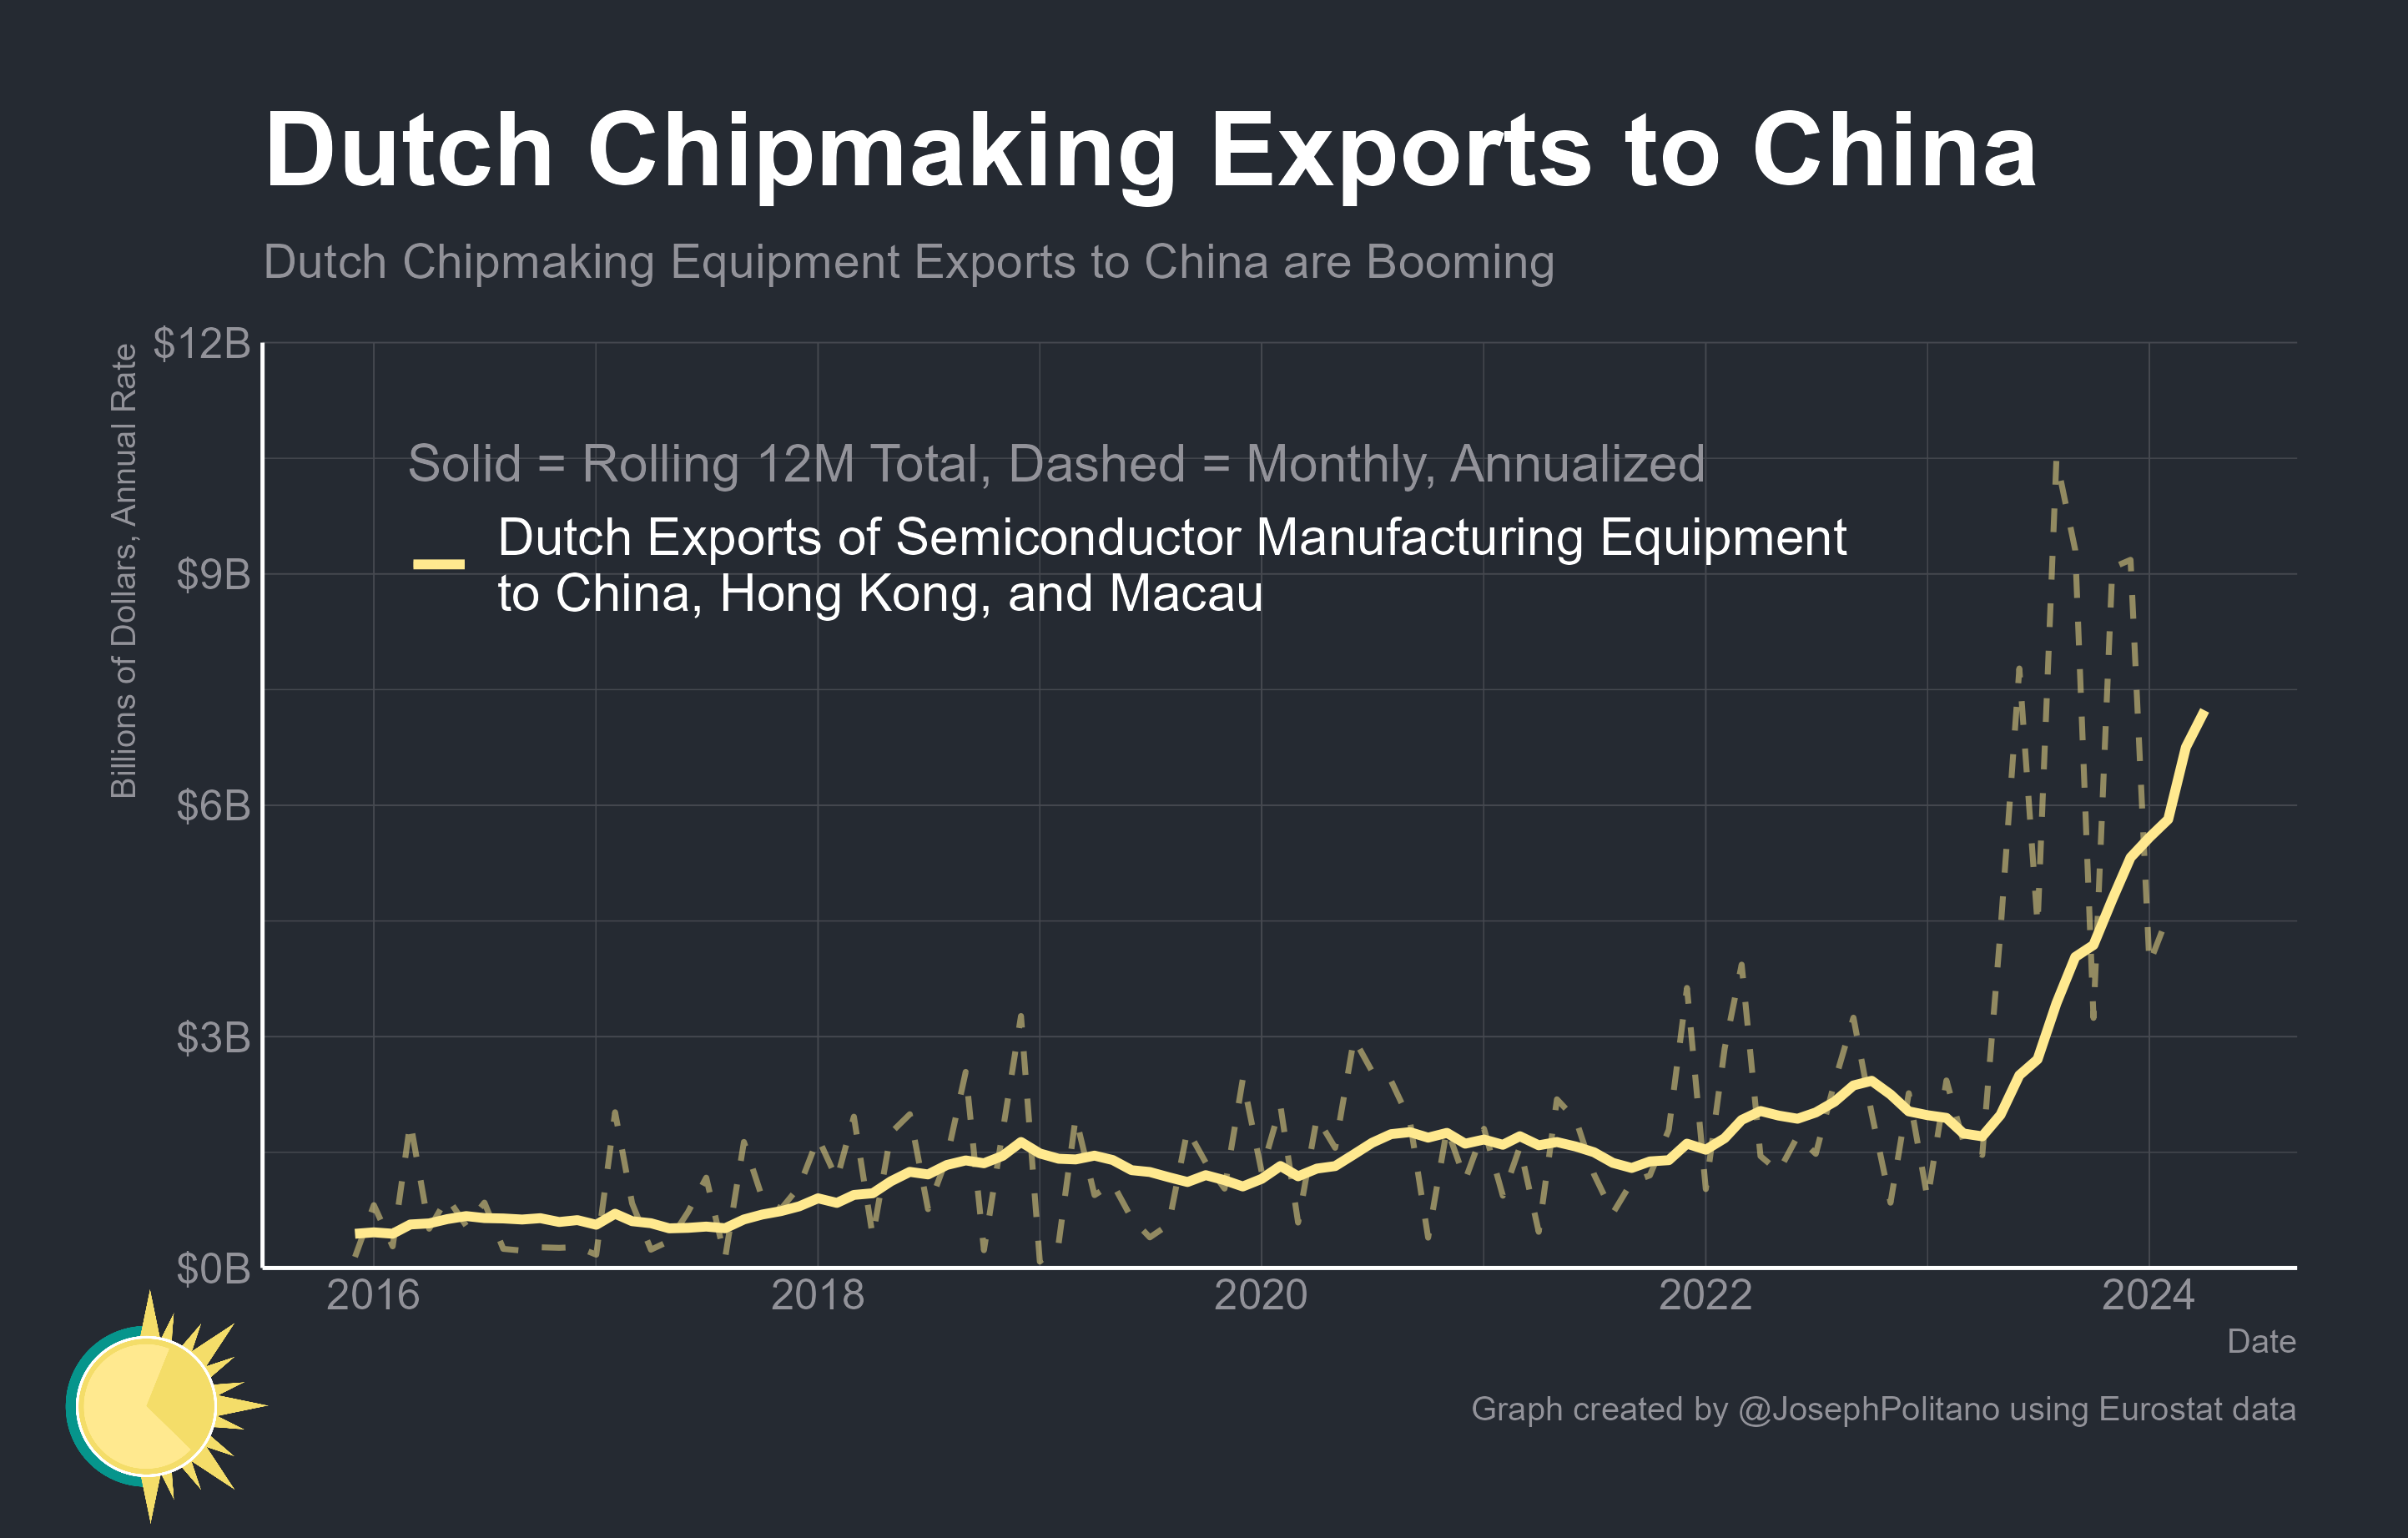 Dutch Chipmaking Exports to China
Dutch Chipmaking Equipment Exports to China are Booming
Billions of Dollars, Annual Rate
$12B
$9B
$6B
$3B
$0B
Solid = Rolling 12M Total, Dashed = Monthly, Annualized
Dutch Exports of Semiconductor Manufacturing Equipment
to China, Hong Kong, and Macau
2016 2018 2020 2022 2024
Date
Graph created by @JosephPolitano using Eurostat data